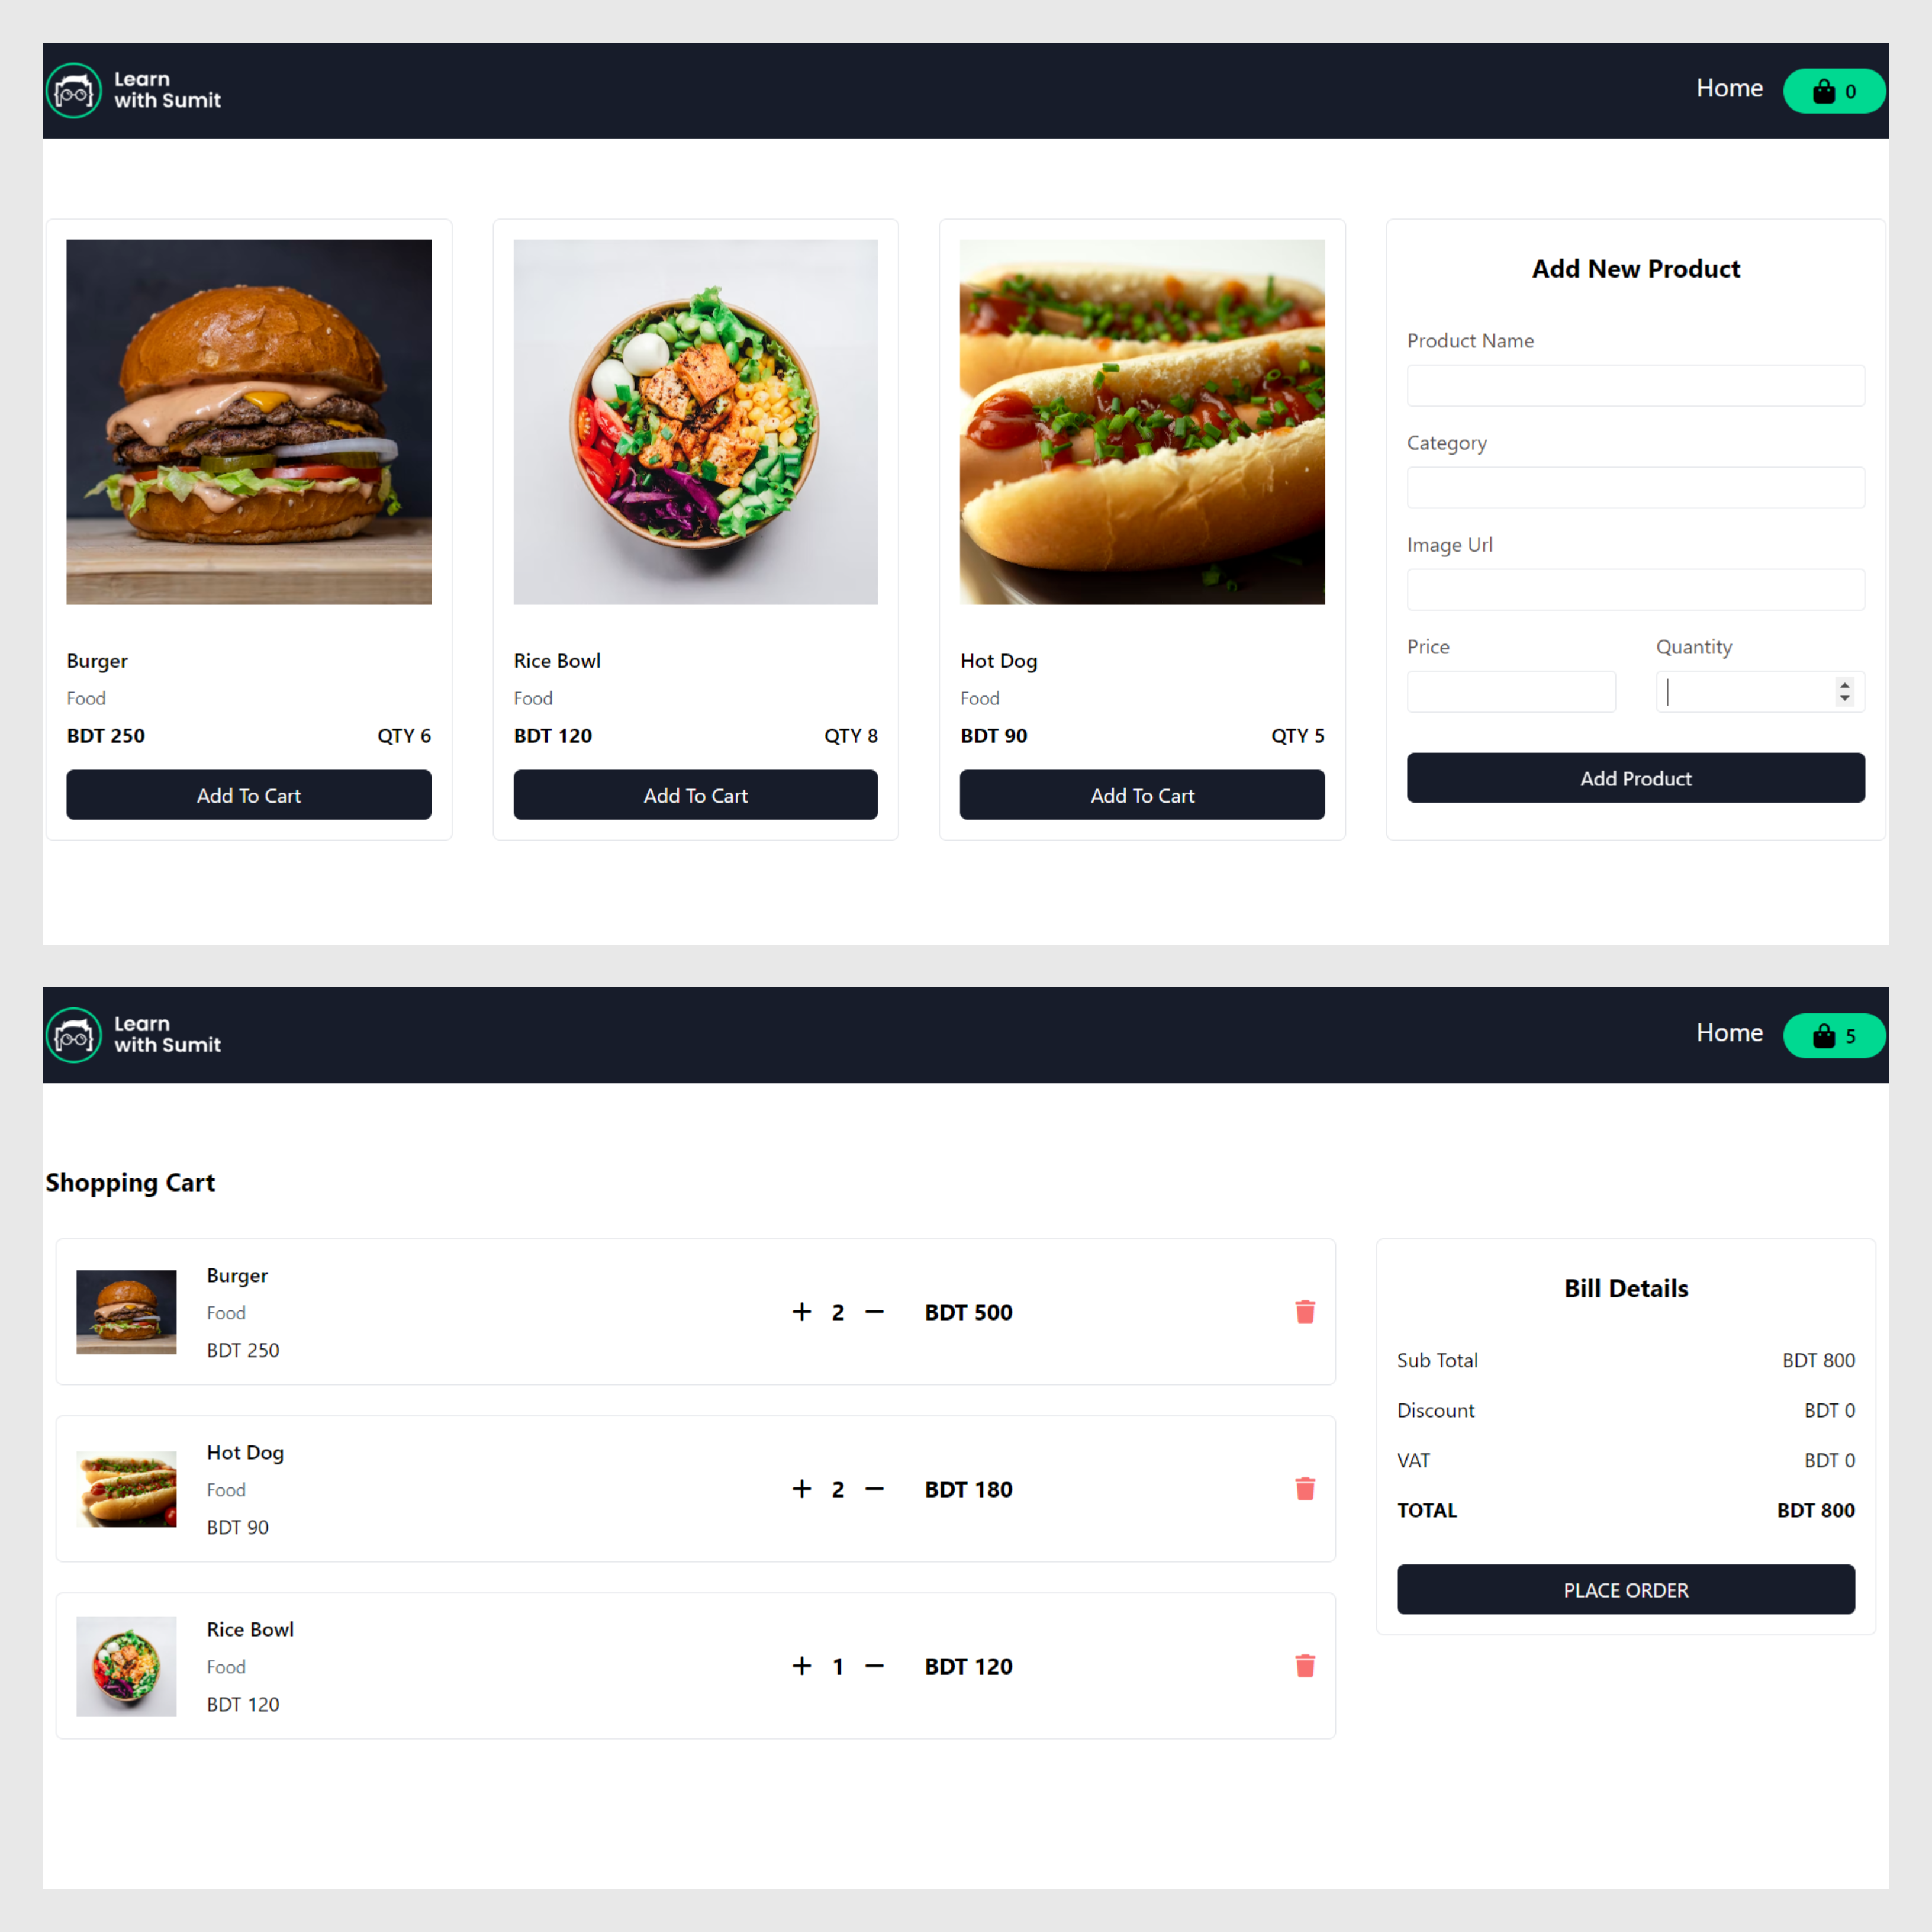 Learn
with Sumit
Home
0
Burger
Food
BDT 250 QTY 6
Add To Cart
Rice Bowl
Food
BDT 120 QTY 8
Add To Cart
Hot Dog
Food
BDT 90 QTY 5
Add To Cart
Add New Product
Product Name
Category
Image Url
Price Quantity
Add Product
Learn
with Sumit
Home
5
Shopping Cart
Burger
Food
BDT 250
2
BDT 500
Hot Dog
Food
BDT 90
2
BDT 180
Rice Bowl
Food
BDT 120
1
BDT 120
Bill Details
Sub Total BDT 800
Discount BDT 0
VAT BDT 0
TOTAL BDT 800
PLACE ORDER